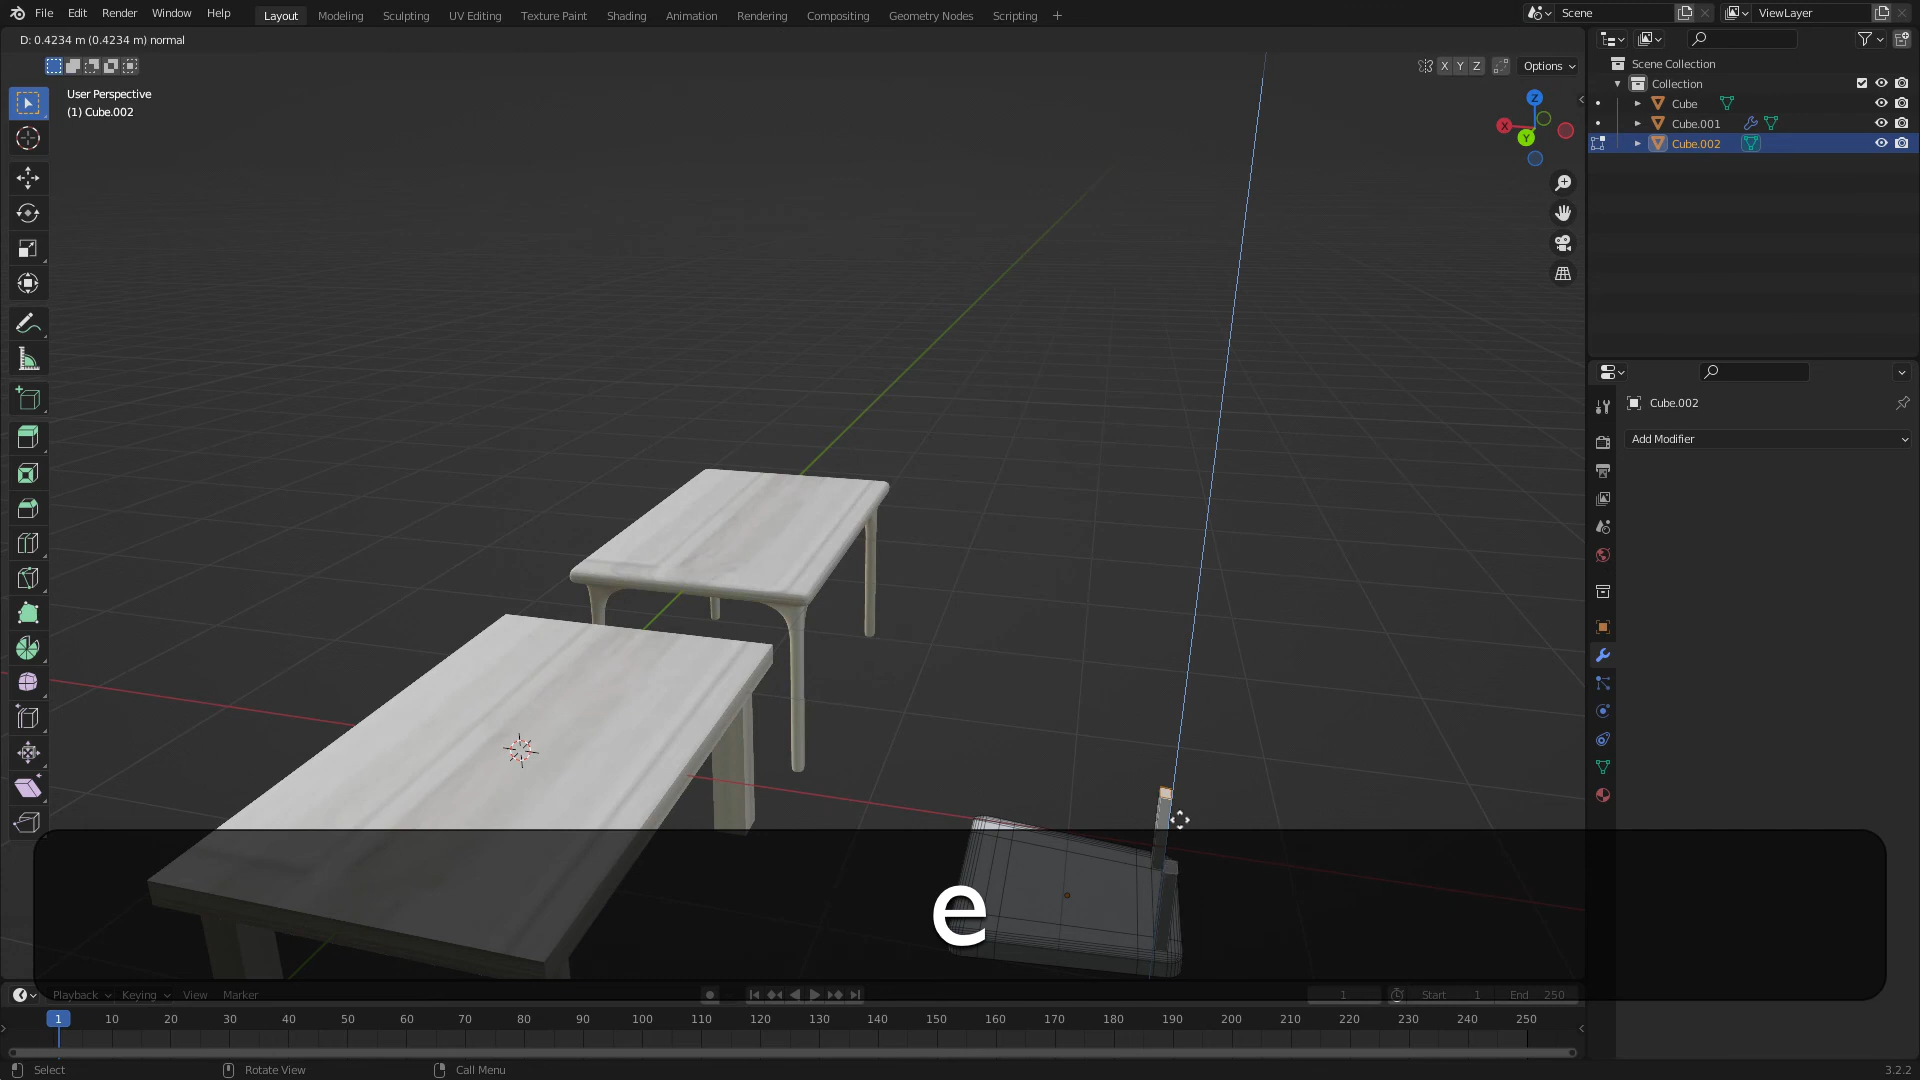 File Edit Render Window Help Layout Modeling Sculpting UV Editing Texture Paint Shading Animation Rendering Compositing Geometry Nodes Scripting + Scene ViewLayer
D: 0.4234 m (0.4234 m) normal
X Y Z Options
User Perspective
(1) Cube.002
Scene Collection
Collection
Cube
Cube.001
Cube.002
Z
X
Y
Cube.002
Add Modifier
e
Playback Keying View Marker 1 Start 1 End 250
1 10 20 30 40 50 60 70 80 90 100 110 120 130 140 150 160 170 180 190 200 210 220 230 240 250
Select Rotate View Call Menu 3.2.2